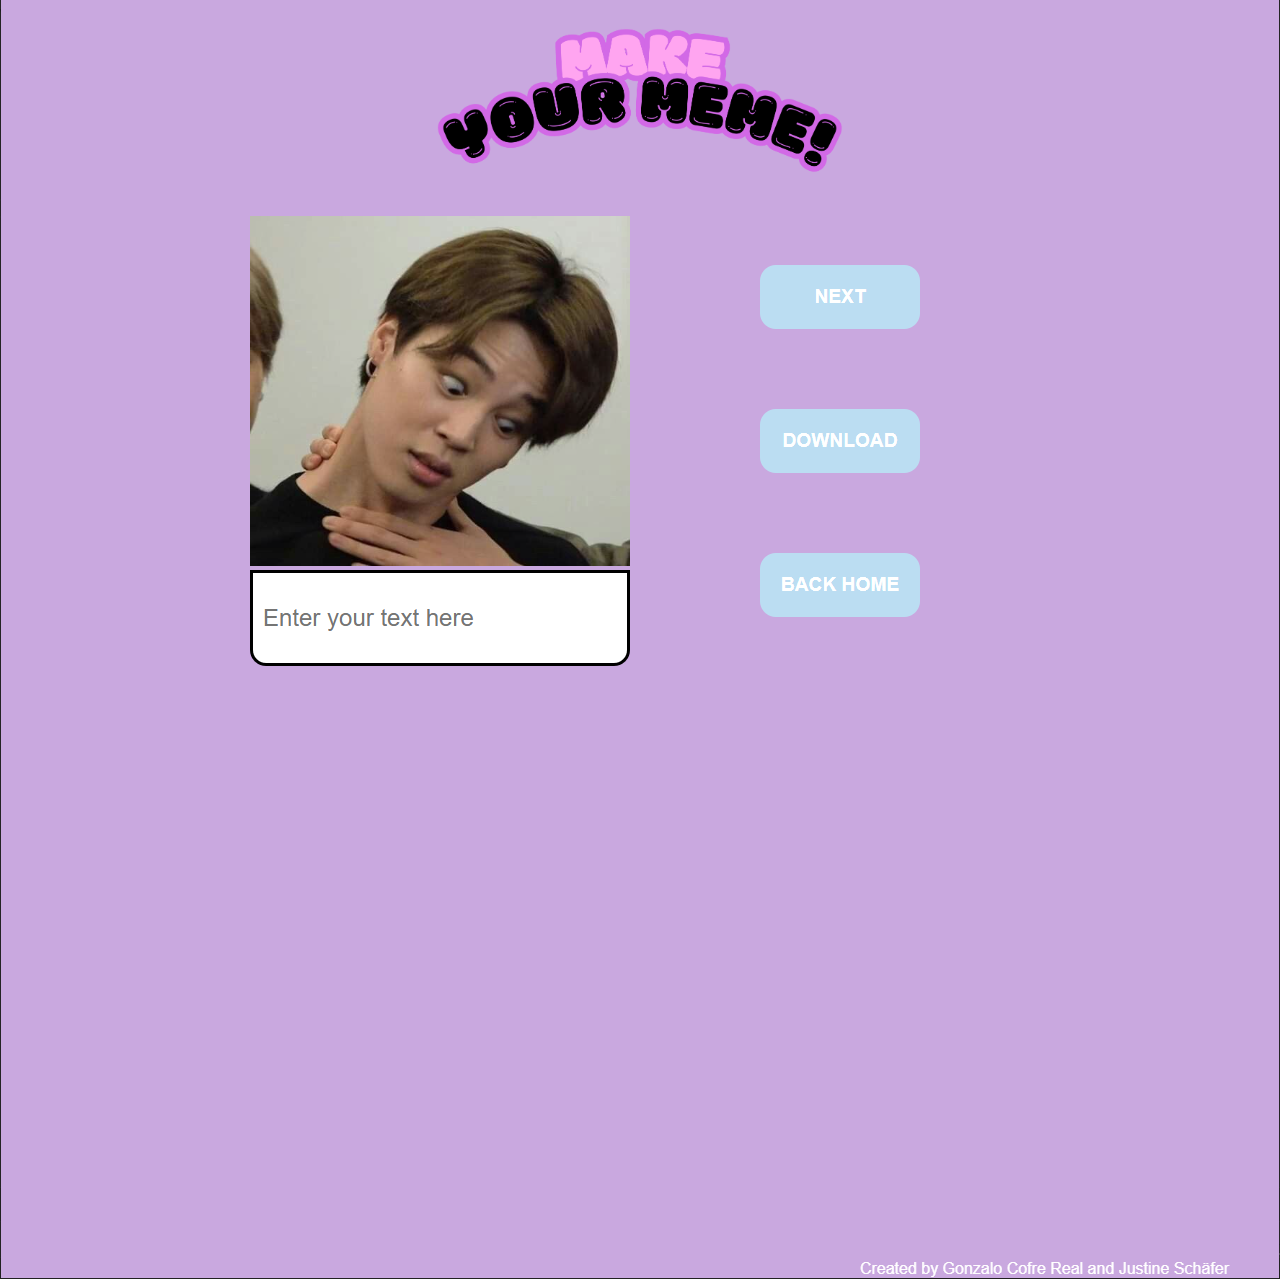 MAKE
YOUR MEME!
NEXT
DOWNLOAD
BACK HOME
Enter your text here
Created by Gonzalo Cofre Real and Justine Schäfer